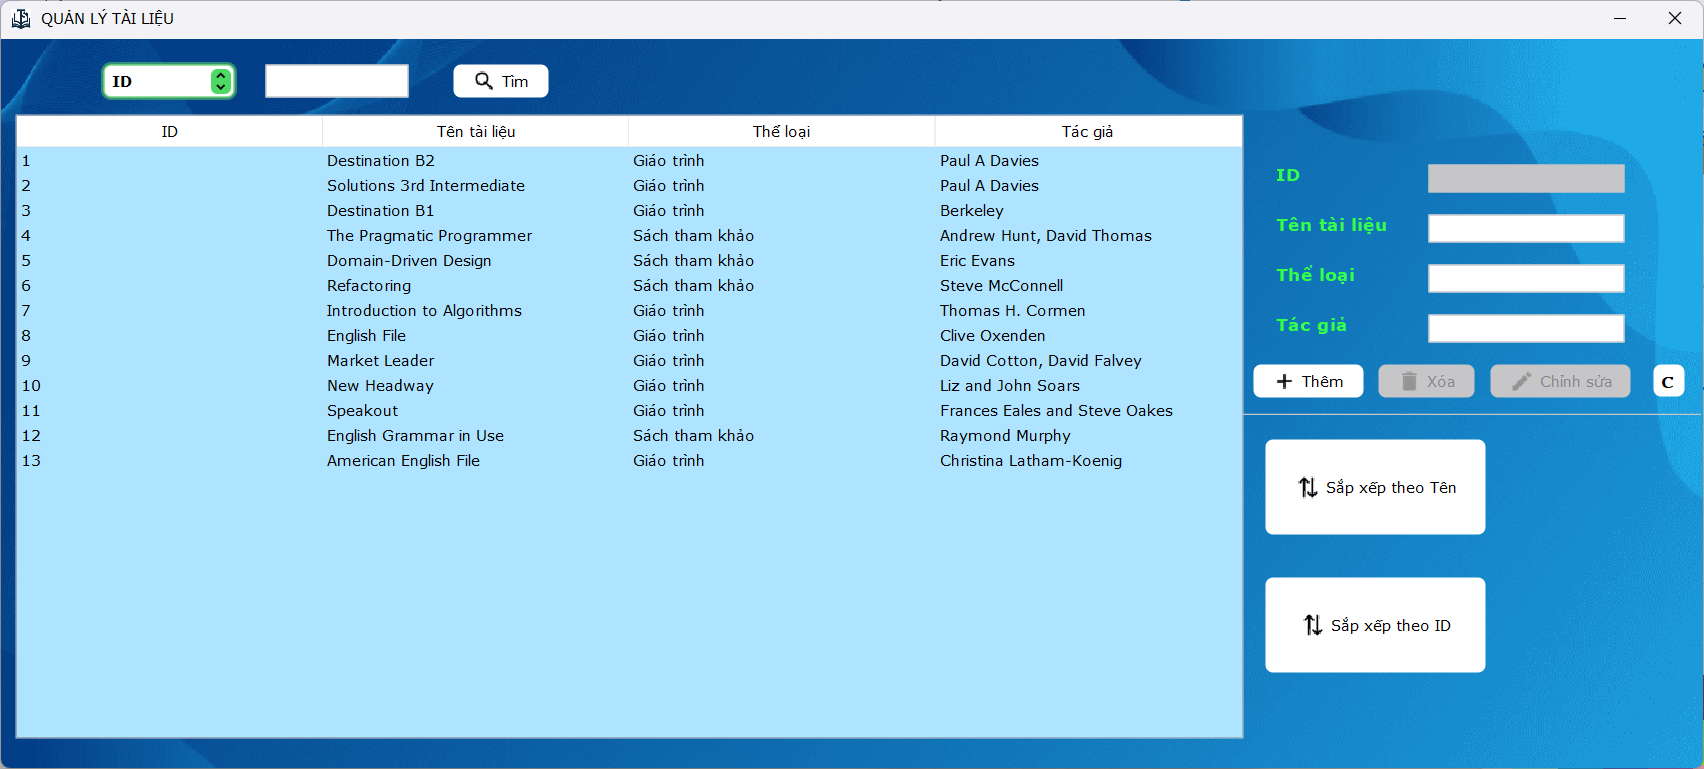 QUẢN LÝ TÀI LIỆU
ID Tìm
ID Tên tài liệu Thể loại Tác giả
1 Destination B2 Giáo trình Paul A Davies
2 Solutions 3rd Intermediate Giáo trình Paul A Davies
3 Destination B1 Giáo trình Berkeley
4 The Pragmatic Programmer Sách tham khảo Andrew Hunt, David Thomas
5 Domain-Driven Design Sách tham khảo Eric Evans
6 Refactoring Sách tham khảo Steve McConnell
7 Introduction to Algorithms Giáo trình Thomas H. Cormen
8 English File Giáo trình Clive Oxenden
9 Market Leader Giáo trình David Cotton, David Falvey
10 New Headway Giáo trình Liz and John Soars
11 Speakout Giáo trình Frances Eales and Steve Oakes
12 English Grammar in Use Sách tham khảo Raymond Murphy
13 American English File Giáo trình Christina Latham-Koenig
ID
Tên tài liệu
Thể loại
Tác giả
Thêm Xóa Chỉnh sửa C
Sắp xếp theo Tên
Sắp xếp theo ID